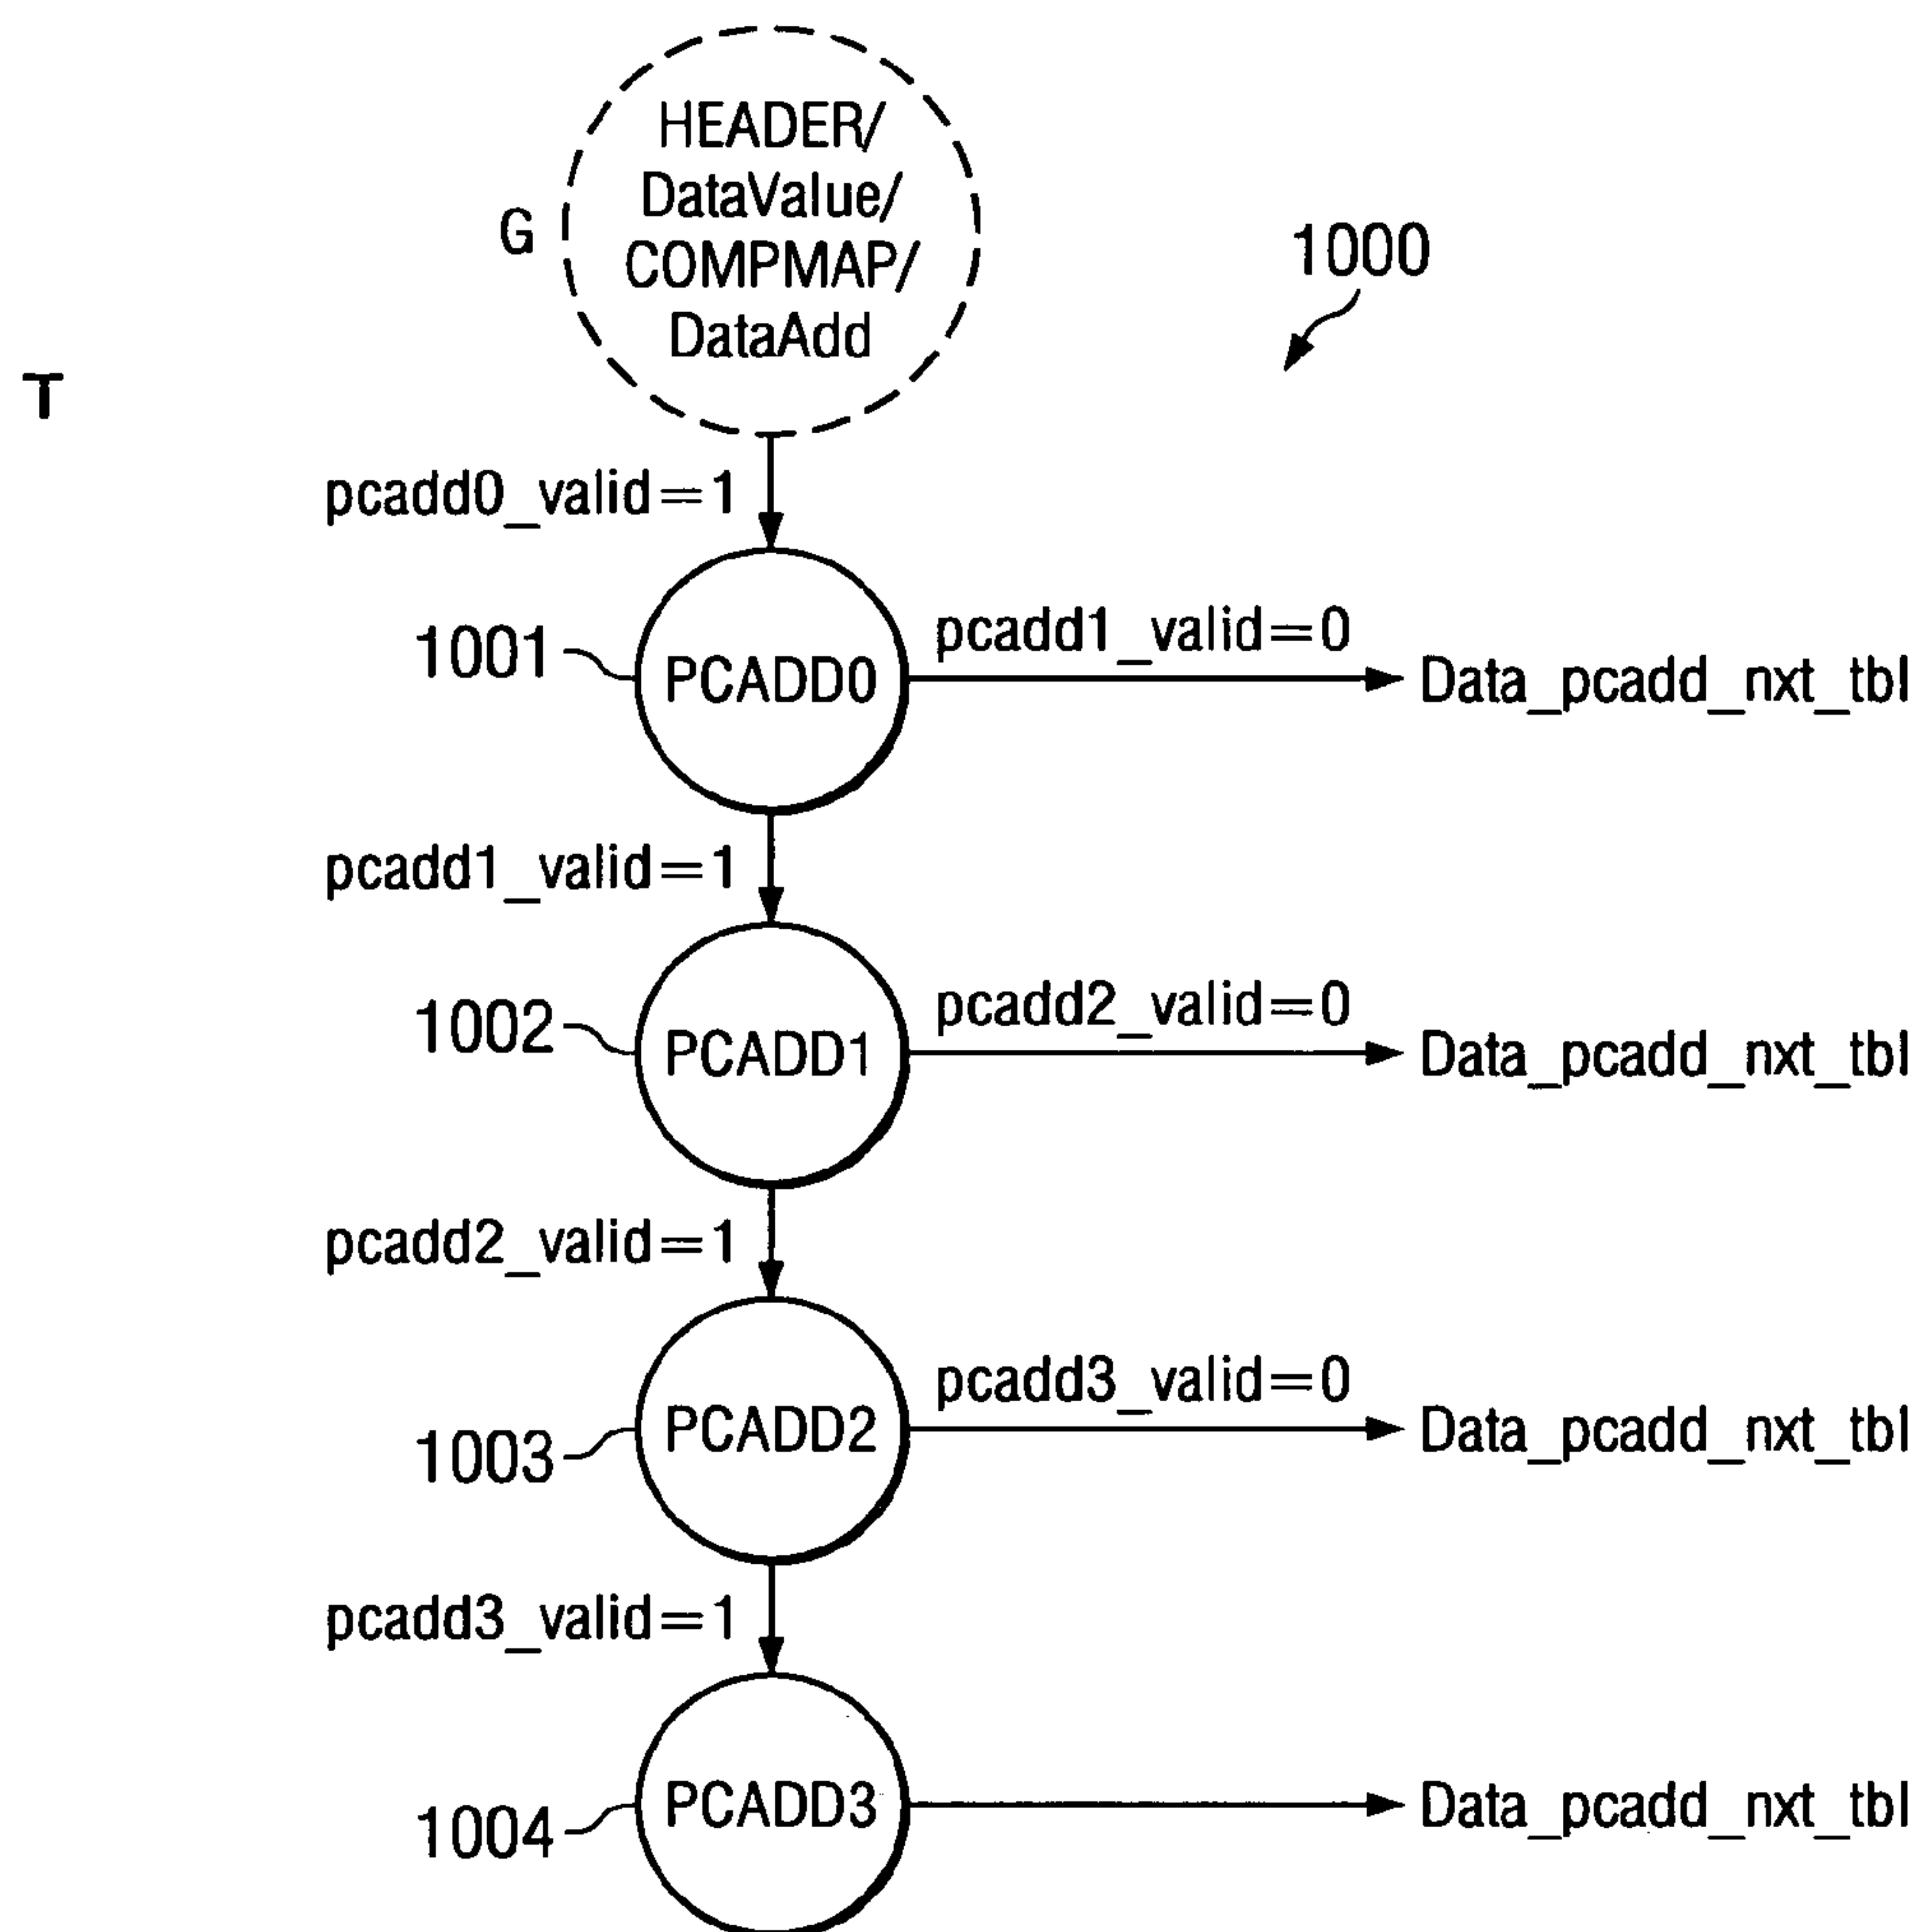 HEADER/
DataValue/
COMPMAP/
DataAdd
G
1000
T
pcadd0_valid=1
1001
PCADD0
pcadd1_valid=0
Data_pcadd_nxt_tbl
pcadd1_valid=1
1002
PCADD1
pcadd2_valid=0
Data_pcadd_nxt_tbl
pcadd2_valid=1
1003
PCADD2
pcadd3_valid=0
Data_pcadd_nxt_tbl
pcadd3_valid=1
1004
PCADD3
Data_pcadd_nxt_tbl